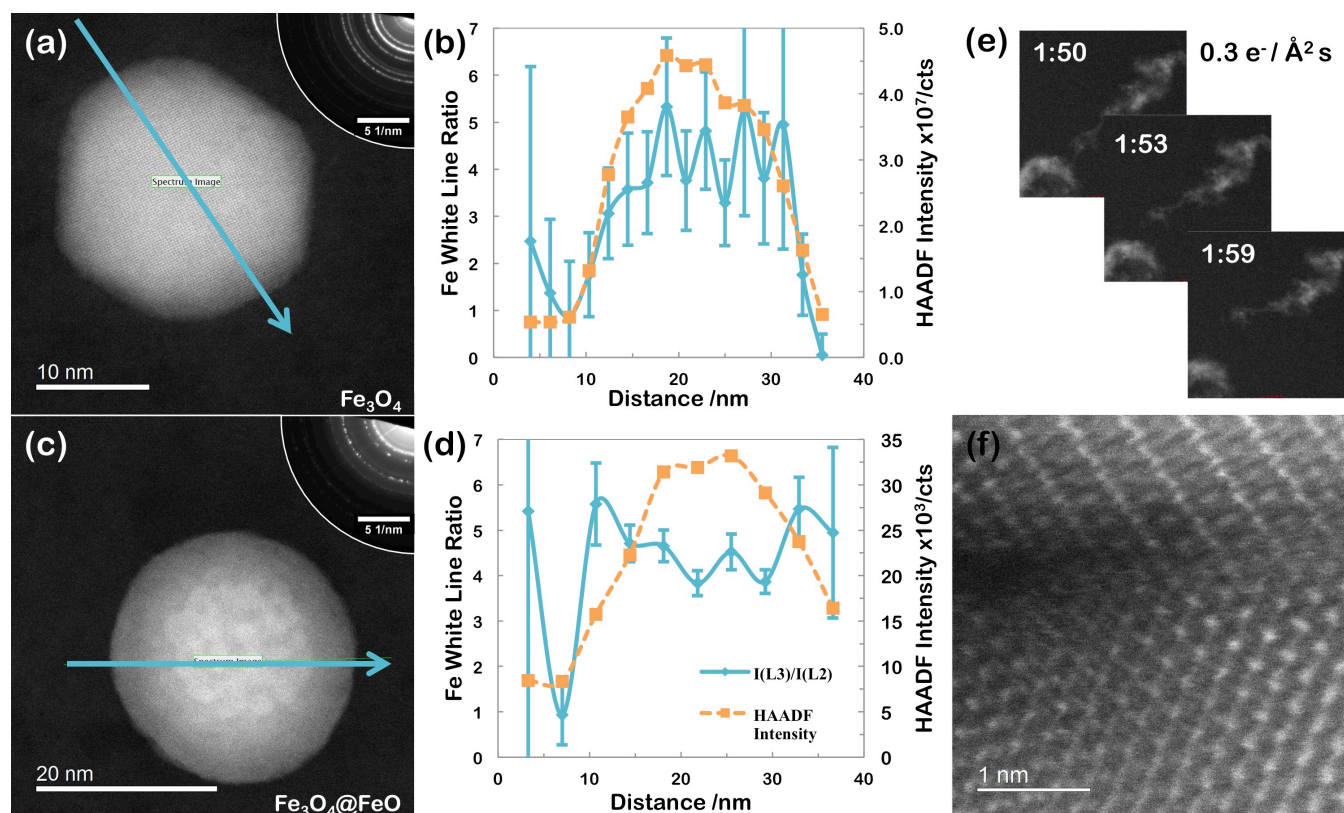 (a)
5 1/nm
Spectrum Image
10 nm
Fe₃O₄
(b)
7
6
5
4
3
2
1
0
Fe White Line Ratio
5.0
4.0
3.0
2.0
1.0
0.0
HAADF Intensity x10⁷/cts
0 10 20 30 40
Distance /nm
(c)
5 1/nm
Spectrum Image
20 nm
Fe₃O₄@FeO
(d)
7
6
5
4
3
2
1
0
Fe White Line Ratio
35
30
25
20
15
10
5
0
HAADF Intensity x10³/cts
I(L3)/I(L2)
HAADF
Intensity
0 10 20 30 40
Distance /nm
(e)
1:50
0.3 e⁻/ Å² s
1:53
1:59
(f)
1 nm